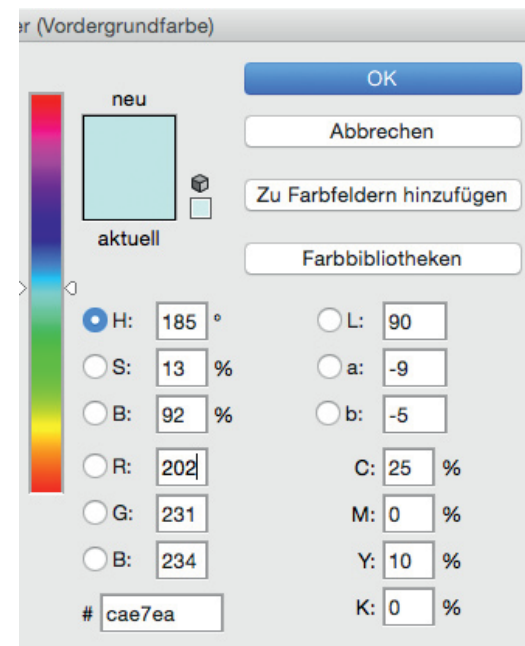 er (Vordergrundfarbe)
OK
neu
Abbrechen
Zu Farbfeldern hinzufügen
aktuell
Farbbibliotheken
H: 185 ° L: 90
S: 13 % a: -9
B: 92 % b: -5
R: 202 C: 25 %
G: 231 M: 0 %
B: 234 Y: 10 %
# cae7ea K: 0 %